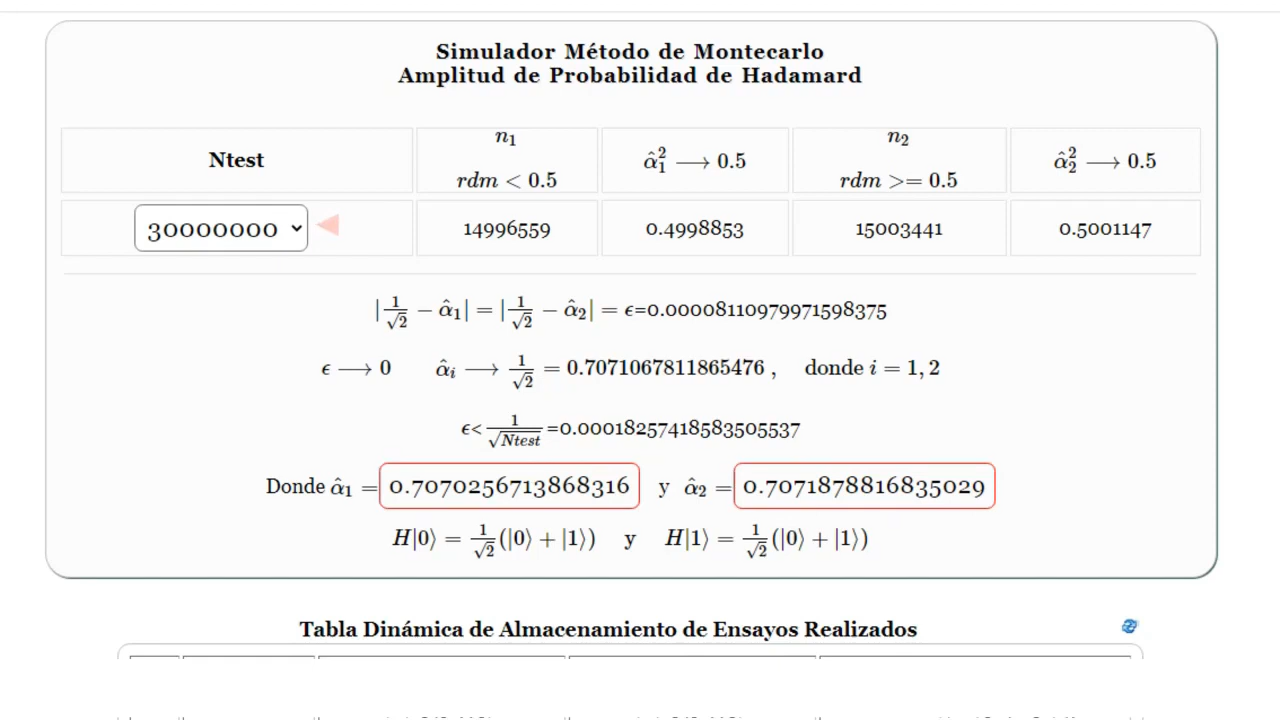 Simulador Método de Montecarlo
Amplitud de Probabilidad de Hadamard
Ntest
n₁
rdm < 0.5
α̂₁² ⟶ 0.5
n₂
rdm >= 0.5
α̂₂² ⟶ 0.5
30000000 14996559 0.4998853 15003441 0.5001147
|1/√2 − α̂₁| = |1/√2 − α̂₂| = ϵ=0.00008110979971598375
ϵ ⟶ 0 α̂ᵢ ⟶ 1/√2 = 0.7071067811865476 , donde i = 1, 2
ϵ< 1/√Ntest =0.00018257418583505537
Donde α̂₁ = 0.7070256713868316 y α̂₂ = 0.7071878816835029
H|0⟩ = 1/√2(|0⟩ + |1⟩) y H|1⟩ = 1/√2(|0⟩ + |1⟩)
Tabla Dinámica de Almacenamiento de Ensayos Realizados